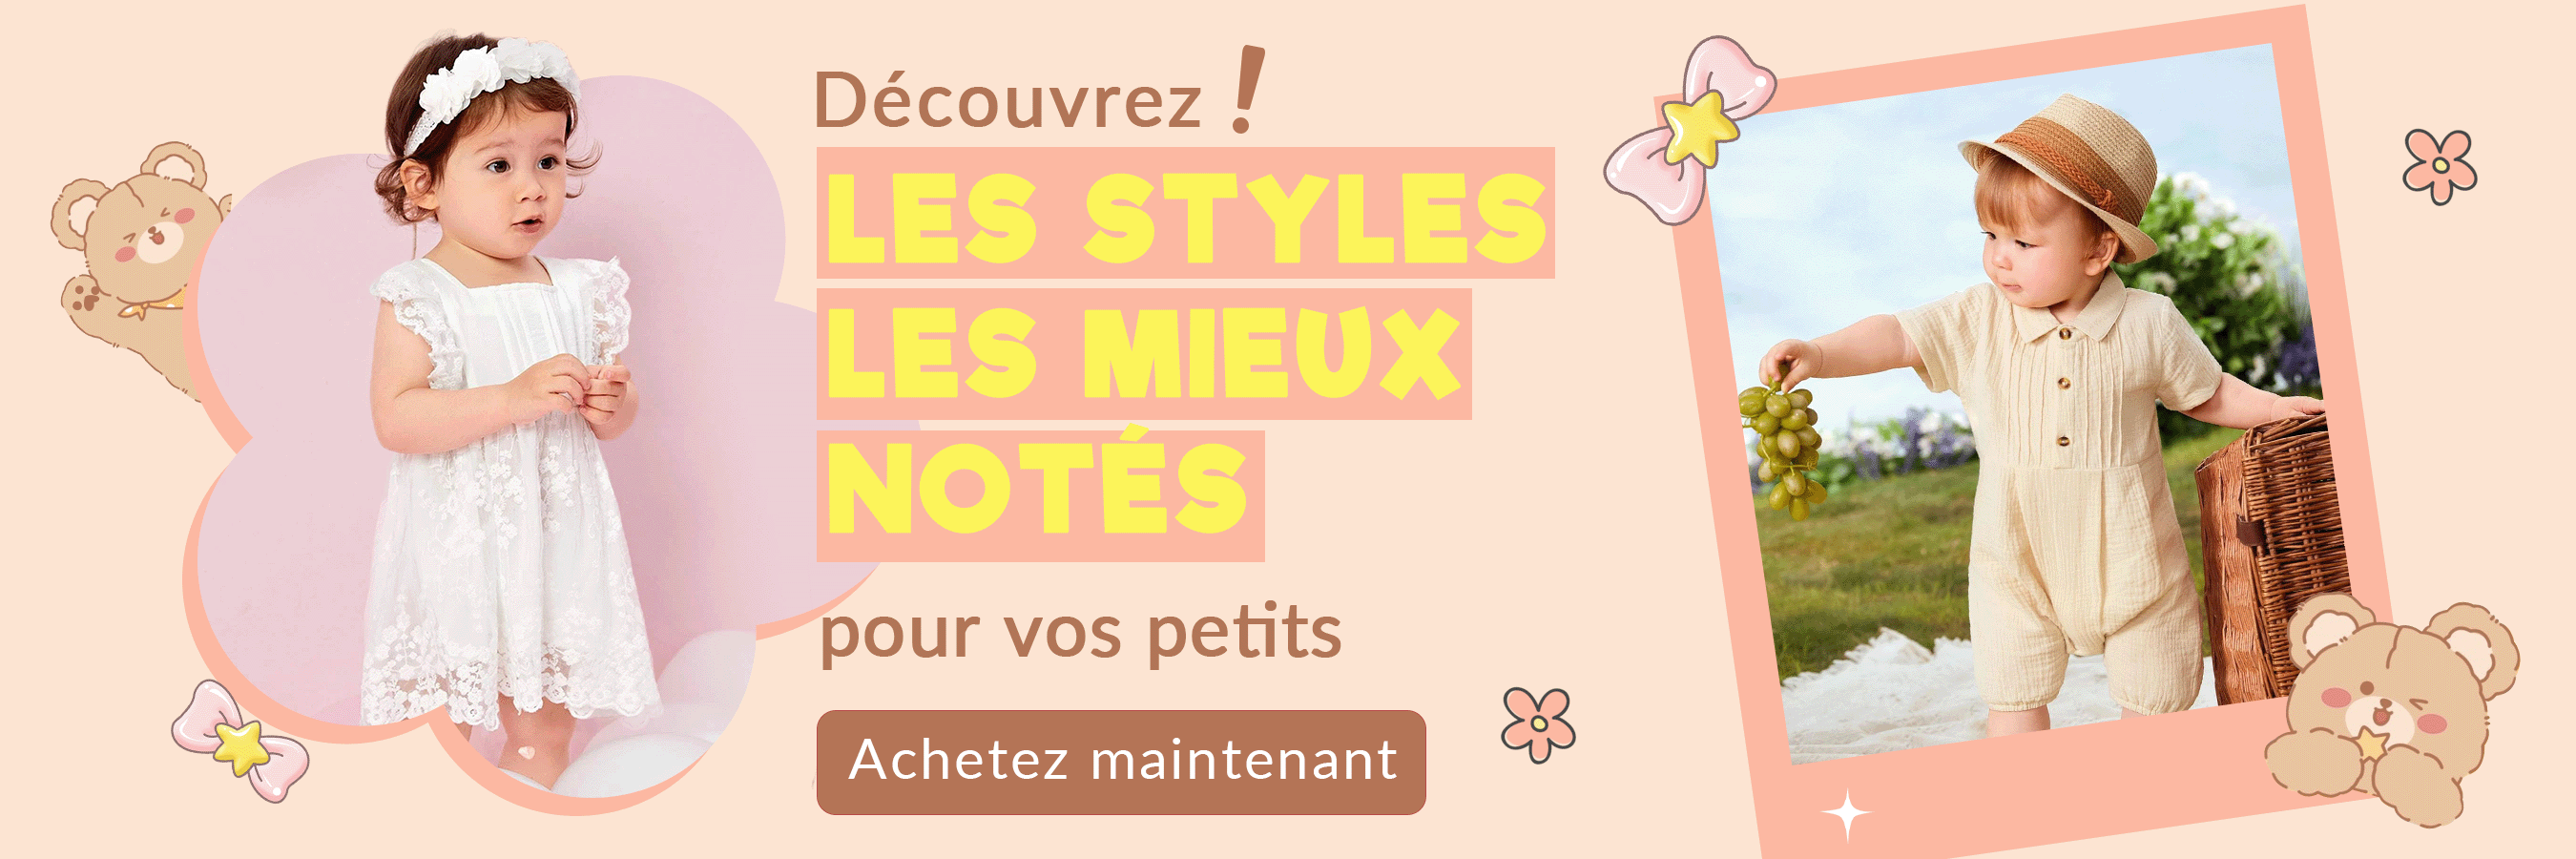 Découvrez !
LES STYLES
LES MIEUX
NOTÉS
pour vos petits
Achetez maintenant